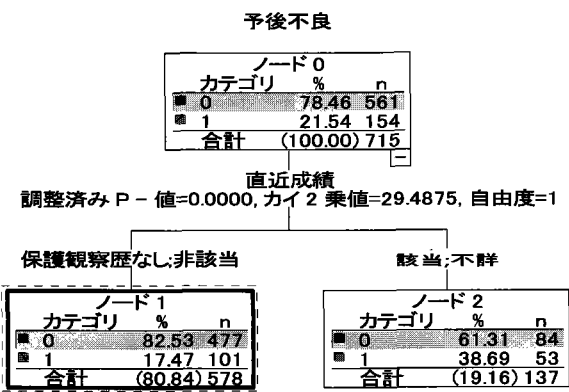 予後不良
ノード 0
カテゴリ % n
0 78.46 561
1 21.54 154
合計 (100.00) 715
直近成績
調整済み P - 値=0.0000, カイ 2 乗値=29.4875, 自由度=1
保護観察歴なし;非該当
該当;不詳
ノード 1
カテゴリ % n
0 82.53 477
1 17.47 101
合計 (80.84) 578
ノード 2
カテゴリ % n
0 61.31 84
1 38.69 53
合計 (19.16) 137